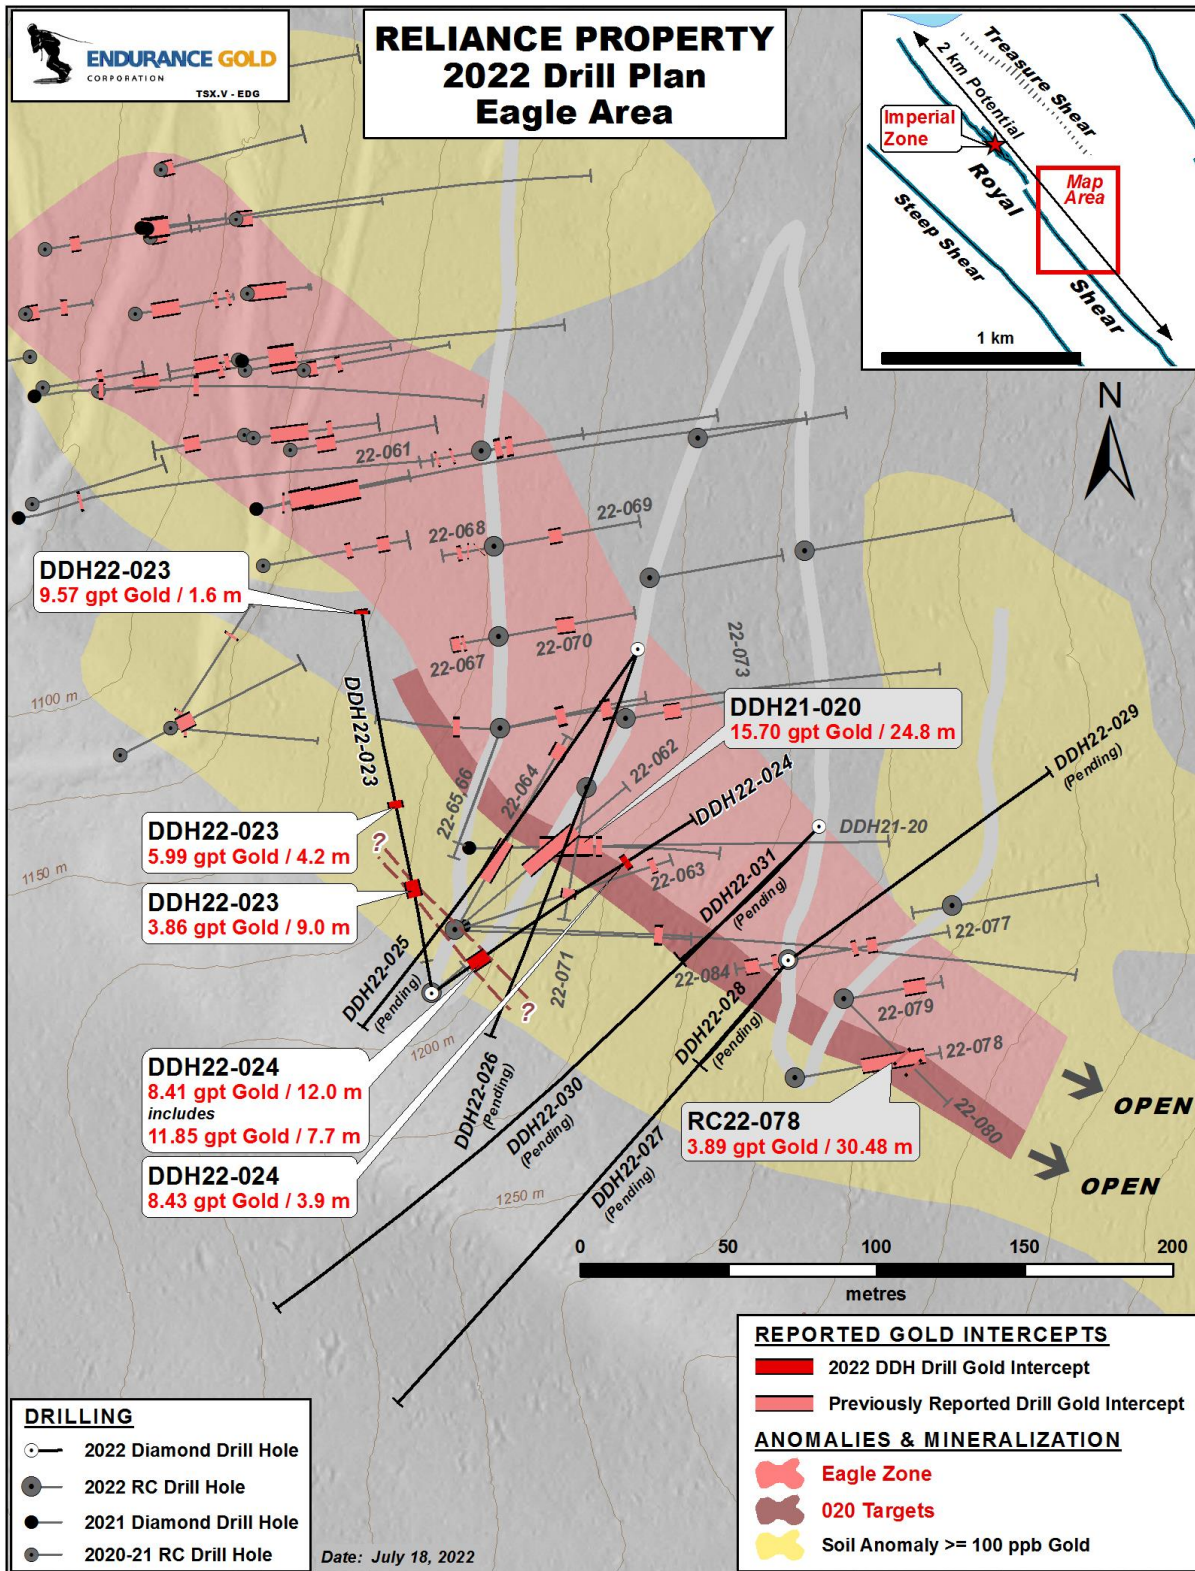 ENDURANCE GOLD
CORPORATION
TSX.V - EDG
RELIANCE PROPERTY
2022 Drill Plan
Eagle Area
Treasure Shear
2 km Potential
Imperial
Zone
Royal
Shear
Map
Area
Steep Shear
1 km
N
22-061
22-068
22-069
DDH22-023
9.57 gpt Gold / 1.6 m
22-067
22-070
22-073
1100 m
DDH22-023
DDH21-020
15.70 gpt Gold / 24.8 m
DDH22-029
(Pending)
22-062
22-064
22-65,66
DDH22-024
DDH21-20
DDH22-023
5.99 gpt Gold / 4.2 m
?
1150 m
22-063
DDH22-031
(Pending)
DDH22-023
3.86 gpt Gold / 9.0 m
22-077
22-084
DDH22-025
(Pending)
22-071
?
DDH22-028
(Pending)
22-079
1200 m
22-078
DDH22-024
8.41 gpt Gold / 12.0 m
includes
11.85 gpt Gold / 7.7 m
DDH22-026
(Pending)
DDH22-030
(Pending)
RC22-078
3.89 gpt Gold / 30.48 m
22-080
OPEN
DDH22-024
8.43 gpt Gold / 3.9 m
DDH22-027
(Pending)
OPEN
1250 m
0 50 100 150 200
metres
REPORTED GOLD INTERCEPTS
2022 DDH Drill Gold Intercept
Previously Reported Drill Gold Intercept
ANOMALIES & MINERALIZATION
Eagle Zone
020 Targets
Soil Anomaly >= 100 ppb Gold
DRILLING
2022 Diamond Drill Hole
2022 RC Drill Hole
2021 Diamond Drill Hole
2020-21 RC Drill Hole
Date: July 18, 2022